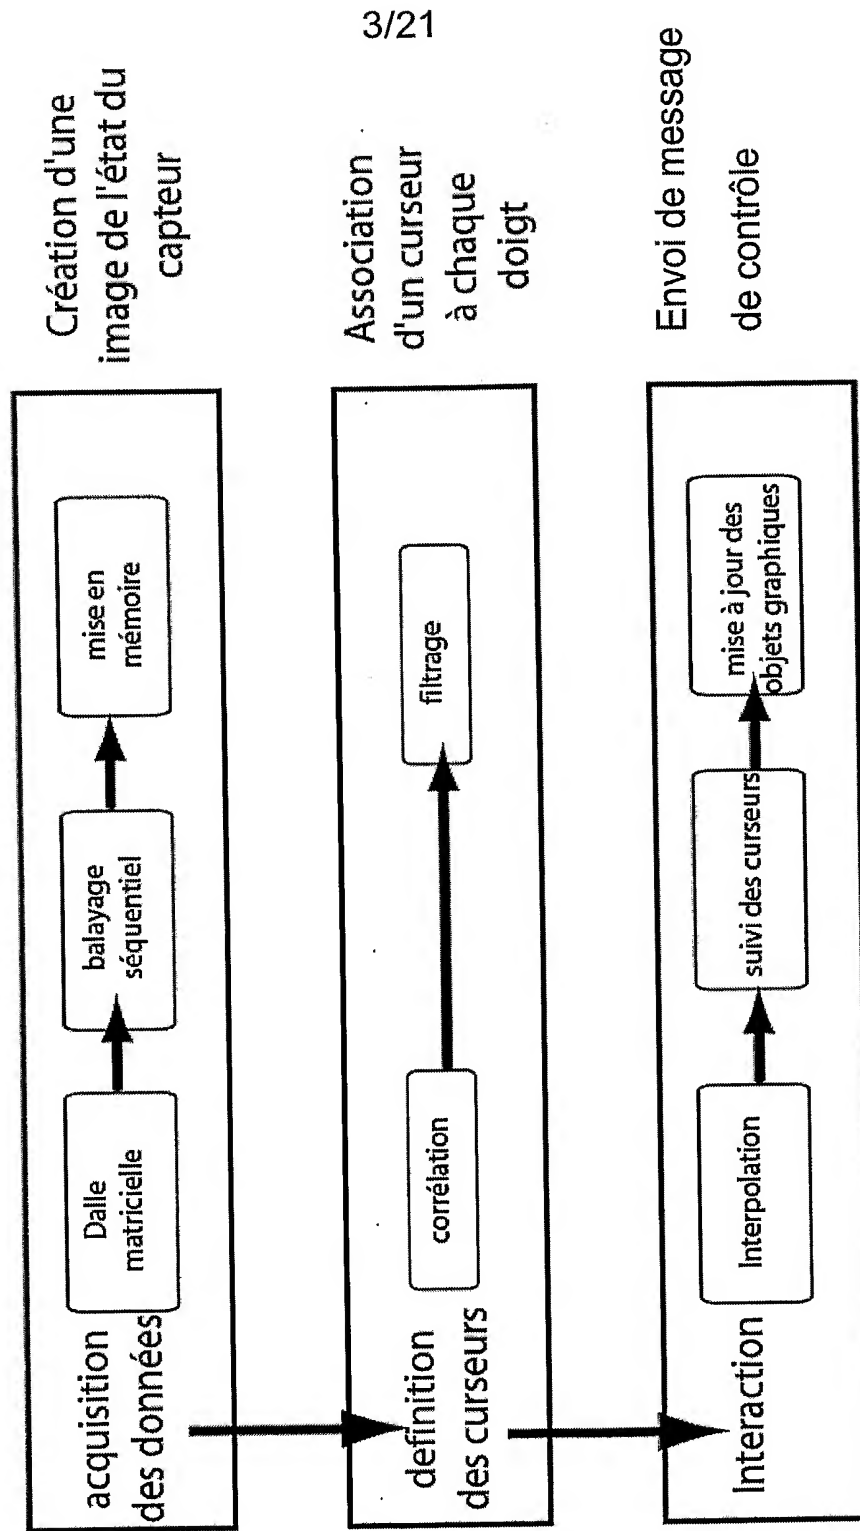 3/21
acquisition
des données
Dalle
matricielle
balayage
séquentiel
mise en
mémoire
Création d'une
image de l'état du
capteur
definition
des curseurs
corrélation
filtrage
Association
d'un curseur
à chaque
doigt
Interaction
Interpolation
suivi des curseurs
mise à jour des
objets graphiques
Envoi de message
de contrôle